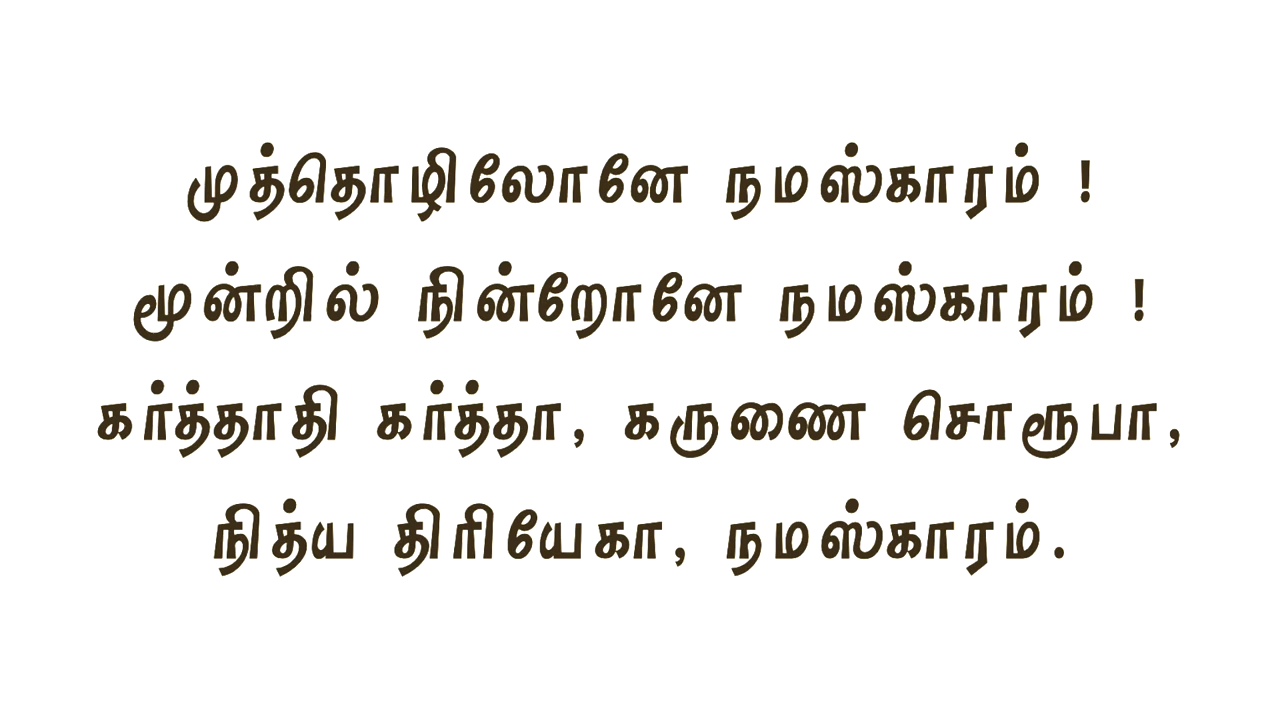 முத்தொழிலோனே நமஸ்காரம் !
மூன்றில் நின்றோனே நமஸ்காரம் !
கர்த்தாதி கர்த்தா, கருணை சொரூபா,
நித்ய திரியேகா, நமஸ்காரம்.